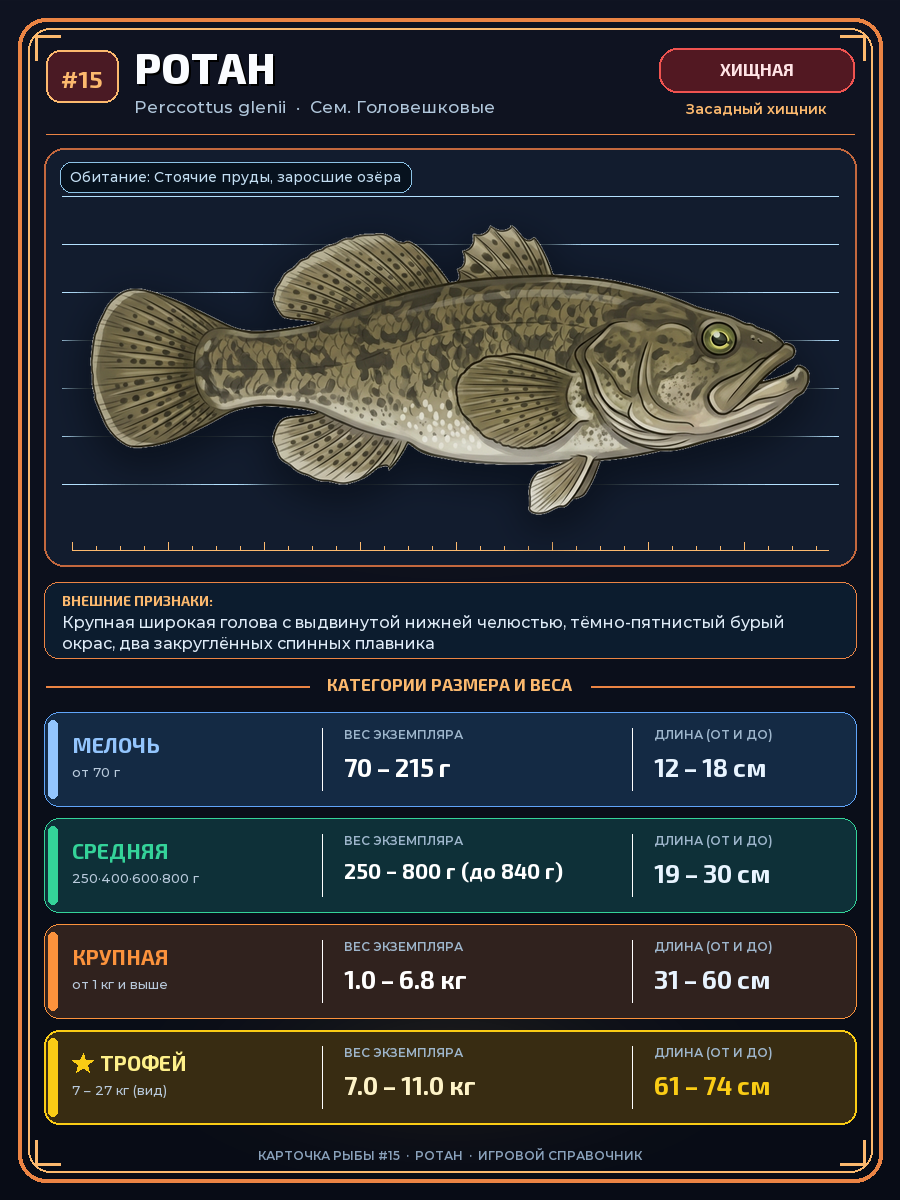 #15
РОТАН
Perccottus glenii · Сем. Головешковые
ХИЩНАЯ
Засадный хищник
Обитание: Стоячие пруды, заросшие озёра
ВНЕШНИЕ ПРИЗНАКИ:
Крупная широкая голова с выдвинутой нижней челюстью, тёмно-пятнистый бурый
окрас, два закруглённых спинных плавника
КАТЕГОРИИ РАЗМЕРА И ВЕСА
МЕЛОЧЬ
от 70 г
ВЕС ЭКЗЕМПЛЯРА
70 – 215 г
ДЛИНА (ОТ И ДО)
12 – 18 см
СРЕДНЯЯ
250·400·600·800 г
ВЕС ЭКЗЕМПЛЯРА
250 – 800 г (до 840 г)
ДЛИНА (ОТ И ДО)
19 – 30 см
КРУПНАЯ
от 1 кг и выше
ВЕС ЭКЗЕМПЛЯРА
1.0 – 6.8 кг
ДЛИНА (ОТ И ДО)
31 – 60 см
ТРОФЕЙ
7 – 27 кг (вид)
ВЕС ЭКЗЕМПЛЯРА
7.0 – 11.0 кг
ДЛИНА (ОТ И ДО)
61 – 74 см
КАРТОЧКА РЫБЫ #15 · РОТАН · ИГРОВОЙ СПРАВОЧНИК